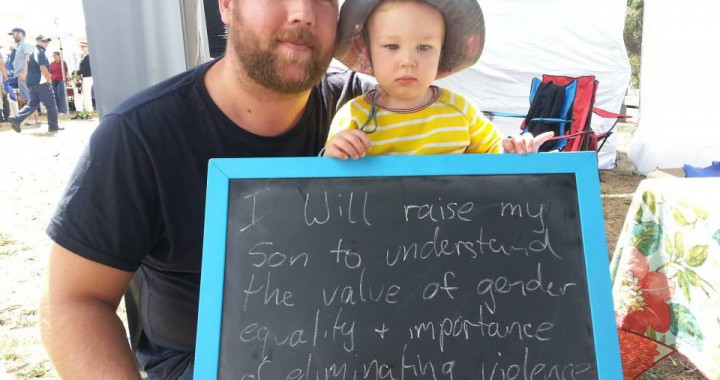 I Will raise my
Son to understand
the value of gender
equality + importance
of eliminating violence